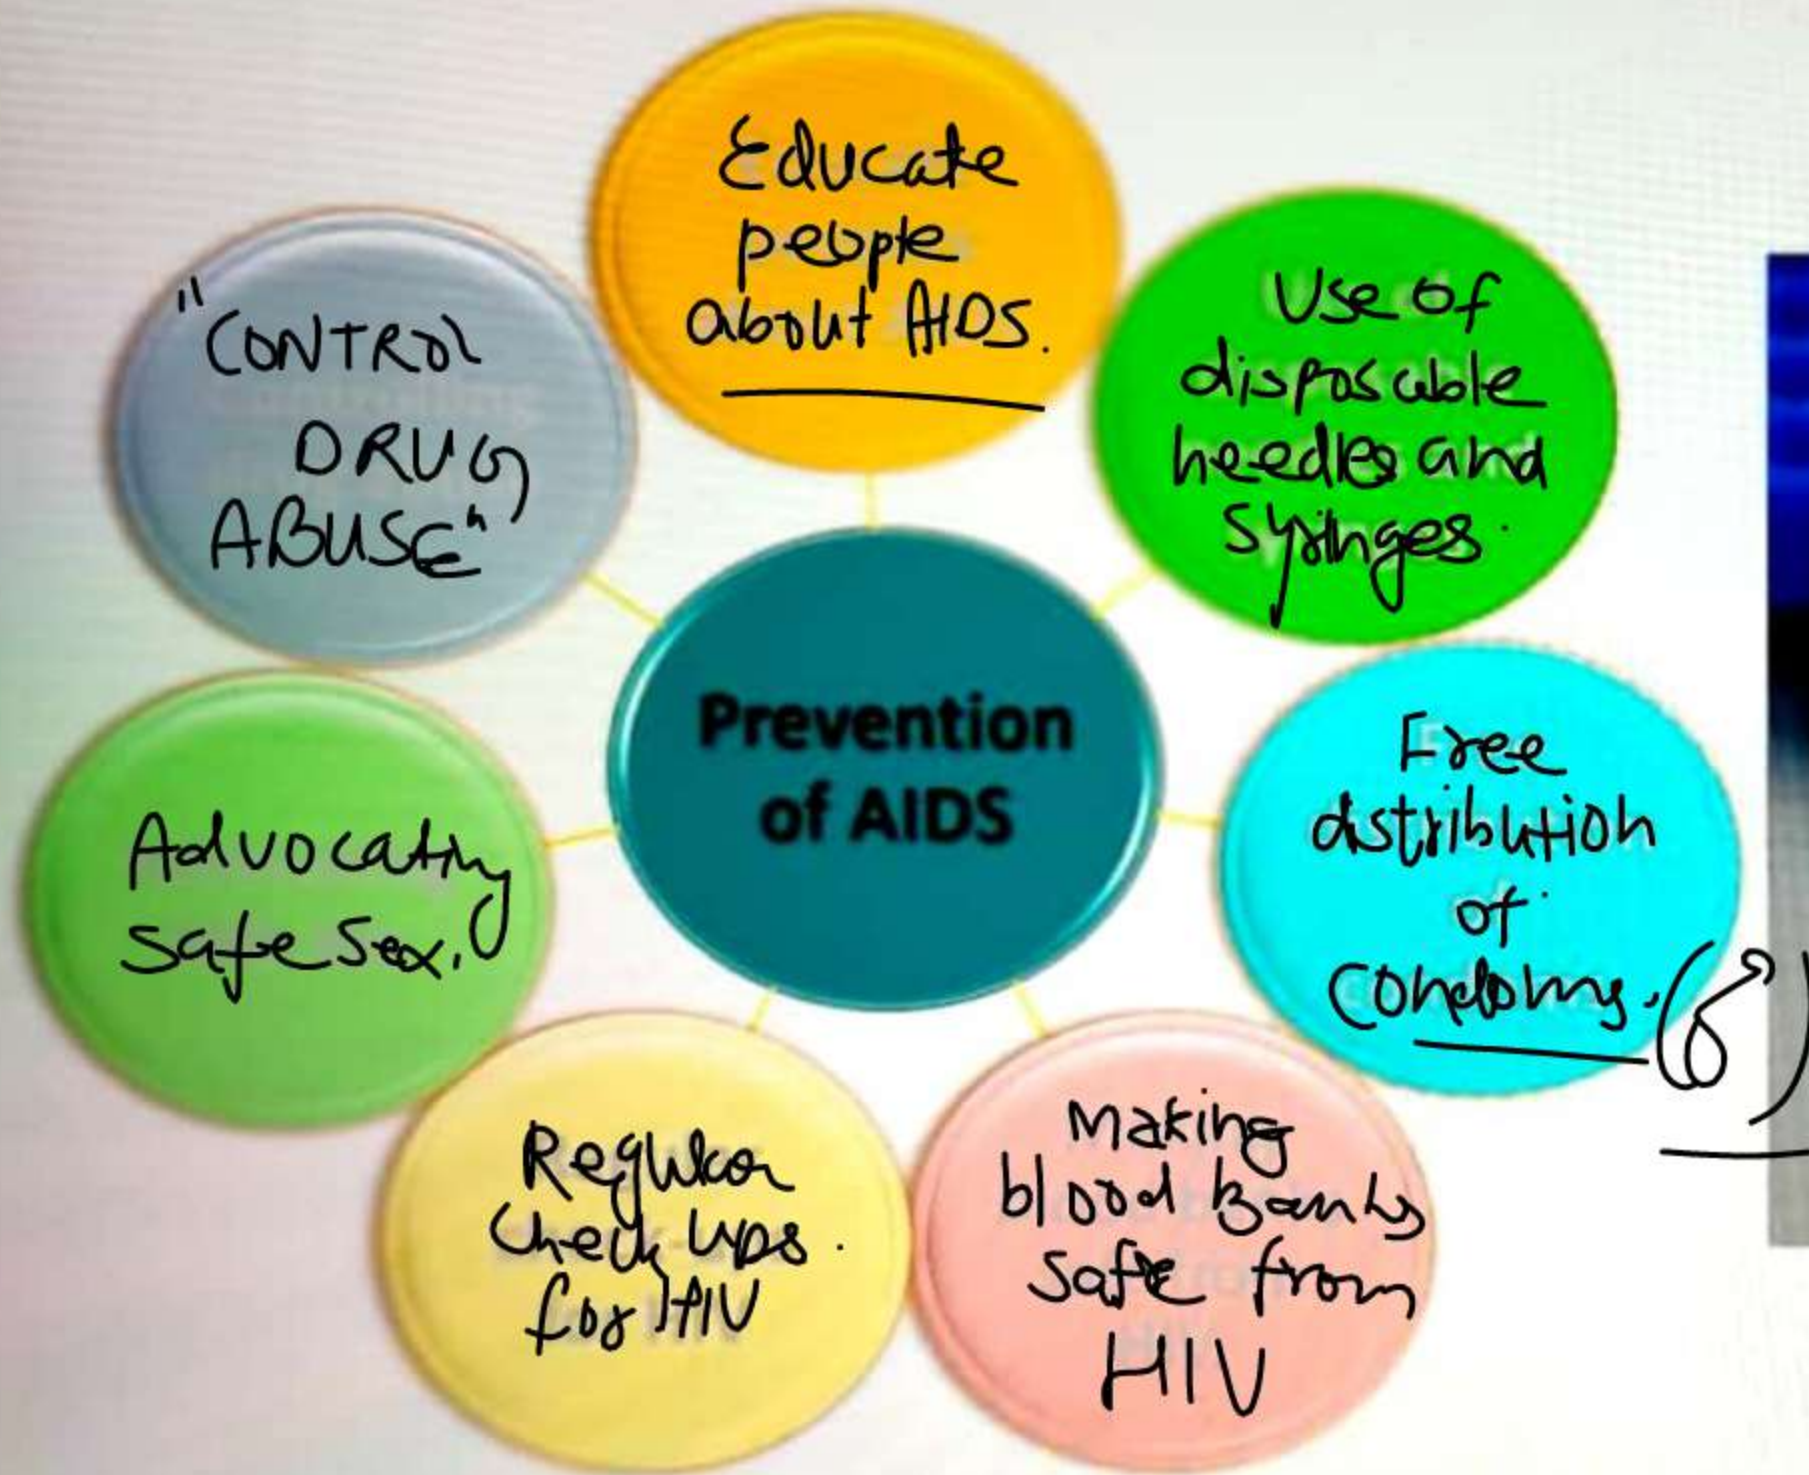 Prevention
of AIDS
Educate
people
about AIDS.
Use of
disposable
needles and
syringes.
Free
distribution
of
condoms.
Making
blood Banks
safe from
HIV
Regular
check ups.
for HIV
Advocating
safe sex.
"CONTROL
DRUG
ABUSE"